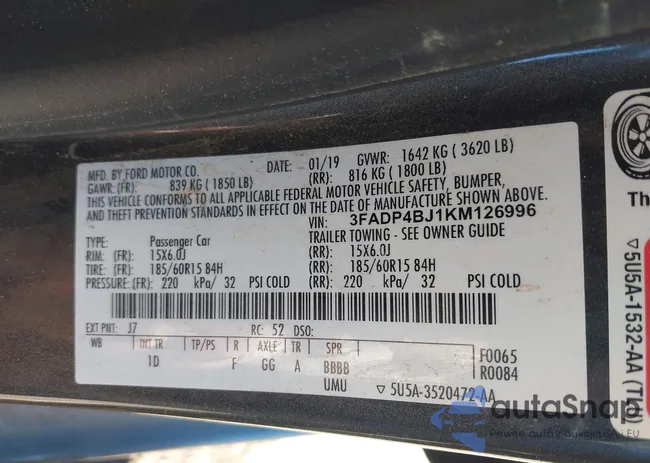 MFD. BY FORD MOTOR CO.
DATE: 01/19 GVWR: 1642 KG ( 3620 LB)
GAWR: (FR): 839 KG ( 1850 LB) (RR): 816 KG ( 1800 LB)
THIS VEHICLE CONFORMS TO ALL APPLICABLE FEDERAL MOTOR VEHICLE SAFETY, BUMPER,
AND THEFT PREVENTION STANDARDS IN EFFECT ON THE DATE OF MANUFACTURE SHOWN ABOVE.
VIN: 3FADP4BJ1KM126996
TYPE: Passenger Car TRAILER TOWING - SEE OWNER GUIDE
RIM: (FR): 15X6.0J (RR): 15X6.0J
TIRE: (FR): 185/60R15 84H (RR): 185/60R15 84H
PRESSURE: (FR): 220 kPa/ 32 PSI COLD (RR): 220 kPa/ 32 PSI COLD
EXT PNT: J7 RC: 52 DSO:
WB INT TR TP/PS R AXLE TR SPR
1D F GG A BBBB
UMU
F0065
R0084
▽ 5U5A-3520472-AA
Th
▽5U5A-1532-AA (TL)
autoSnap